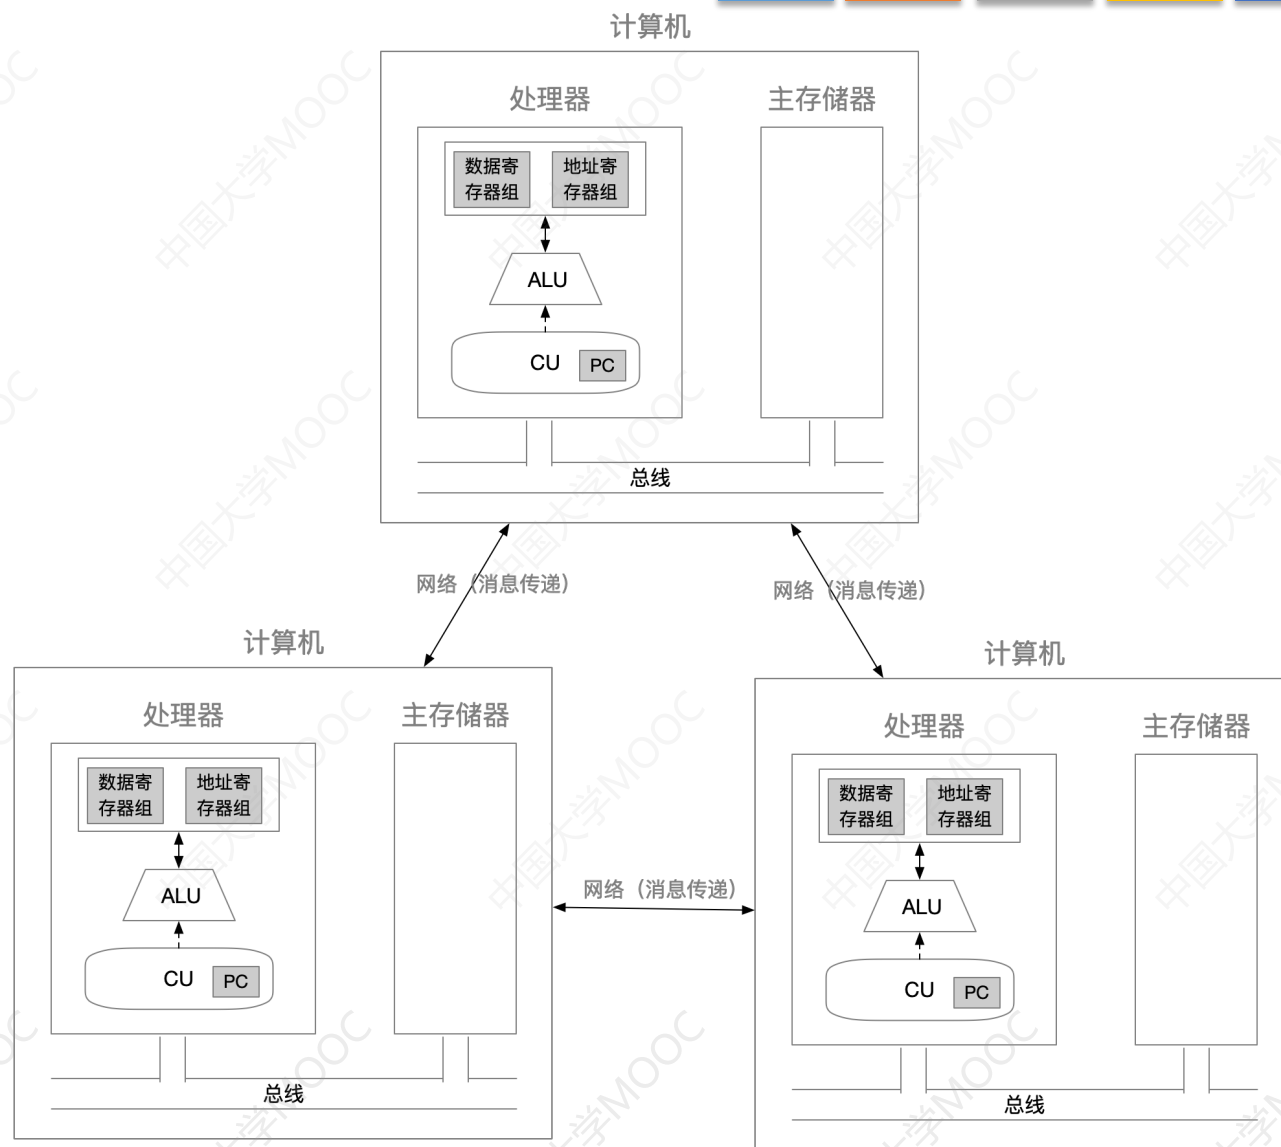 计算机
处理器
主存储器
数据寄
存器组
地址寄
存器组
ALU
CU
PC
总线
网络（消息传递）
网络（消息传递）
计算机
处理器
主存储器
数据寄
存器组
地址寄
存器组
ALU
CU
PC
总线
网络（消息传递）
计算机
处理器
主存储器
数据寄
存器组
地址寄
存器组
ALU
CU
PC
总线
中国大学MOOC